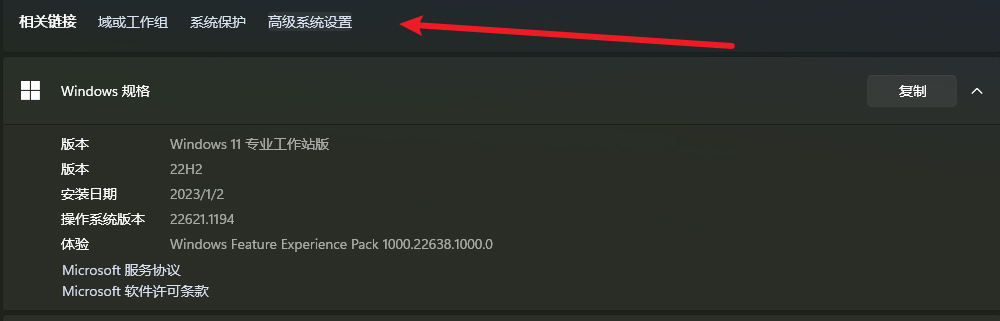 相关链接 域或工作组 系统保护 高级系统设置
Windows 规格 复制
版本 Windows 11 专业工作站版
版本 22H2
安装日期 2023/1/2
操作系统版本 22621.1194
体验 Windows Feature Experience Pack 1000.22638.1000.0
Microsoft 服务协议
Microsoft 软件许可条款